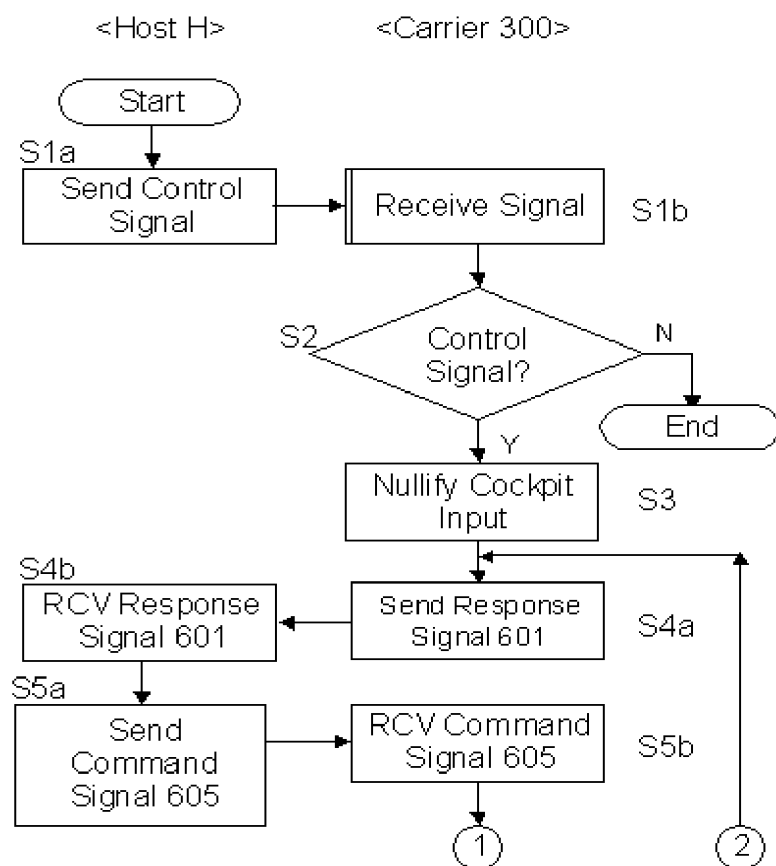 <Host H> <Carrier 300>
Start
S1a
Send Control
Signal
Receive Signal
S1b
S2
Control
Signal?
N
End
Y
Nullify Cockpit
Input
S3
S4b
RCV Response
Signal 601
Send Response
Signal 601
S4a
S5a
Send
Command
Signal 605
RCV Command
Signal 605
S5b
1
2